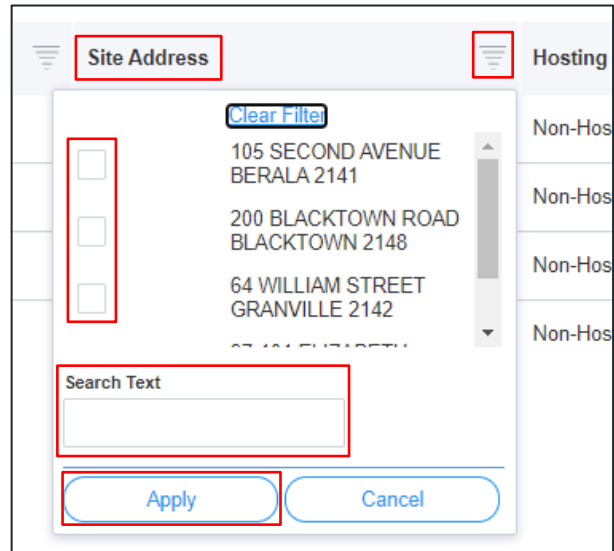 Site Address
Hosting
Clear Filter
Non-Hos
105 SECOND AVENUE
BERALA 2141
Non-Hos
200 BLACKTOWN ROAD
BLACKTOWN 2148
Non-Hos
64 WILLIAM STREET
GRANVILLE 2142
Non-Hos
Search Text
Apply
Cancel